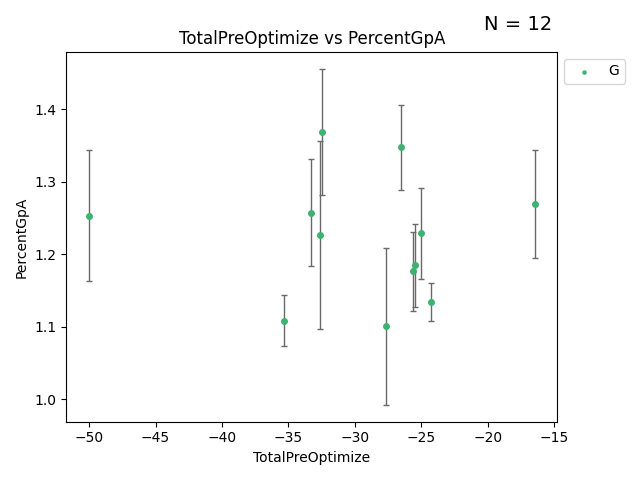 N = 12
TotalPreOptimize vs PercentGpA
G
PercentGpA
1.4
1.3
1.2
1.1
1.0
−50 −45 −40 −35 −30 −25 −20 −15
TotalPreOptimize